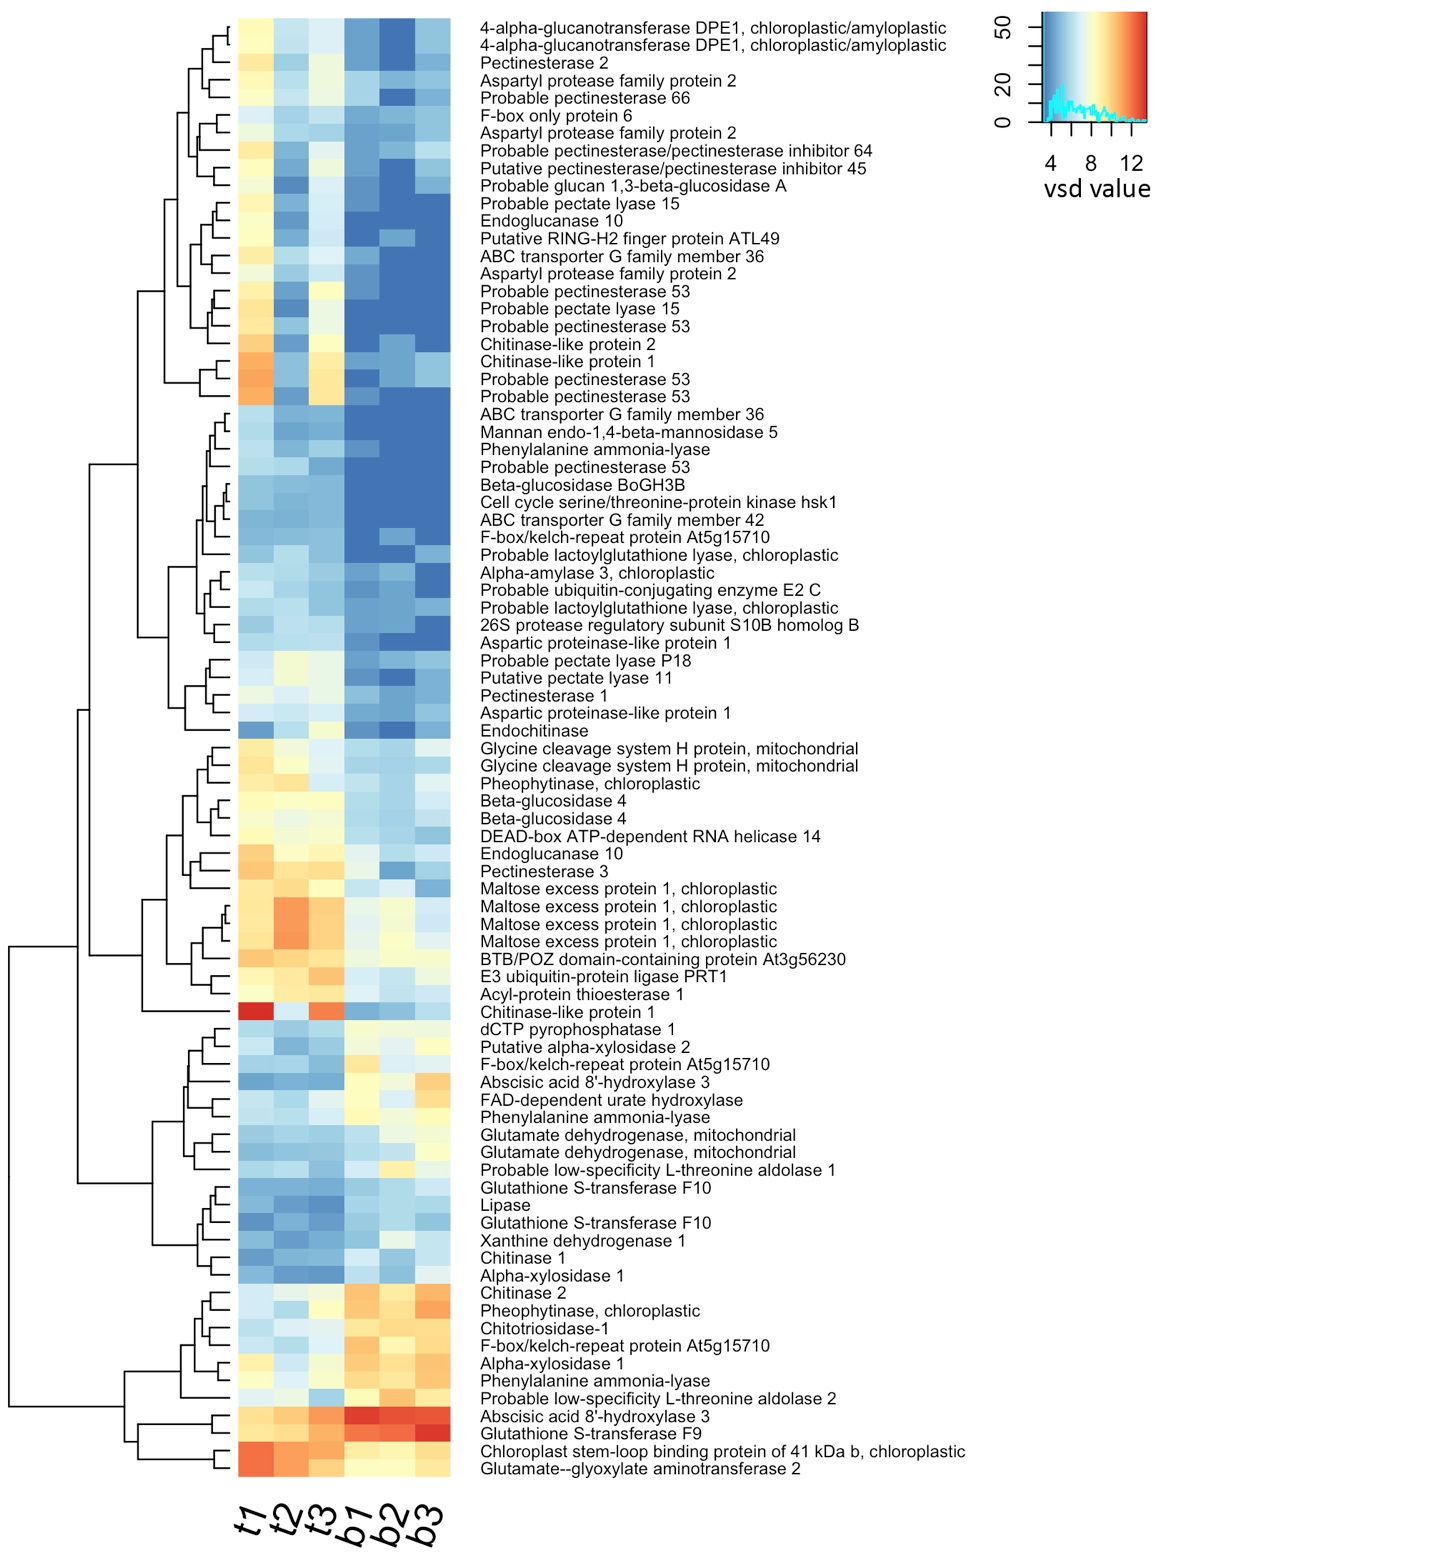 4-alpha-glucanotransferase DPE1, chloroplastic/amyloplastic
4-alpha-glucanotransferase DPE1, chloroplastic/amyloplastic
Pectinesterase 2
Aspartyl protease family protein 2
Probable pectinesterase 66
F-box only protein 6
Aspartyl protease family protein 2
Probable pectinesterase/pectinesterase inhibitor 64
Putative pectinesterase/pectinesterase inhibitor 45
Probable glucan 1,3-beta-glucosidase A
Probable pectate lyase 15
Endoglucanase 10
Putative RING-H2 finger protein ATL49
ABC transporter G family member 36
Aspartyl protease family protein 2
Probable pectinesterase 53
Probable pectate lyase 15
Probable pectinesterase 53
Chitinase-like protein 2
Chitinase-like protein 1
Probable pectinesterase 53
Probable pectinesterase 53
ABC transporter G family member 36
Mannan endo-1,4-beta-mannosidase 5
Phenylalanine ammonia-lyase
Probable pectinesterase 53
Beta-glucosidase BoGH3B
Cell cycle serine/threonine-protein kinase hsk1
ABC transporter G family member 42
F-box/kelch-repeat protein At5g15710
Probable lactoylglutathione lyase, chloroplastic
Alpha-amylase 3, chloroplastic
Probable ubiquitin-conjugating enzyme E2 C
Probable lactoylglutathione lyase, chloroplastic
26S protease regulatory subunit S10B homolog B
Aspartic proteinase-like protein 1
Probable pectate lyase P18
Putative pectate lyase 11
Pectinesterase 1
Aspartic proteinase-like protein 1
Endochitinase
Glycine cleavage system H protein, mitochondrial
Glycine cleavage system H protein, mitochondrial
Pheophytinase, chloroplastic
Beta-glucosidase 4
Beta-glucosidase 4
DEAD-box ATP-dependent RNA helicase 14
Endoglucanase 10
Pectinesterase 3
Maltose excess protein 1, chloroplastic
Maltose excess protein 1, chloroplastic
Maltose excess protein 1, chloroplastic
Maltose excess protein 1, chloroplastic
BTB/POZ domain-containing protein At3g56230
E3 ubiquitin-protein ligase PRT1
Acyl-protein thioesterase 1
Chitinase-like protein 1
dCTP pyrophosphatase 1
Putative alpha-xylosidase 2
F-box/kelch-repeat protein At5g15710
Abscisic acid 8'-hydroxylase 3
FAD-dependent urate hydroxylase
Phenylalanine ammonia-lyase
Glutamate dehydrogenase, mitochondrial
Glutamate dehydrogenase, mitochondrial
Probable low-specificity L-threonine aldolase 1
Glutathione S-transferase F10
Lipase
Glutathione S-transferase F10
Xanthine dehydrogenase 1
Chitinase 1
Alpha-xylosidase 1
Chitinase 2
Pheophytinase, chloroplastic
Chitotriosidase-1
F-box/kelch-repeat protein At5g15710
Alpha-xylosidase 1
Phenylalanine ammonia-lyase
Probable low-specificity L-threonine aldolase 2
Abscisic acid 8'-hydroxylase 3
Glutathione S-transferase F9
Chloroplast stem-loop binding protein of 41 kDa b, chloroplastic
Glutamate--glyoxylate aminotransferase 2
t1 t2 t3 b1 b2 b3
50
20
0
4 8 12
vsd value